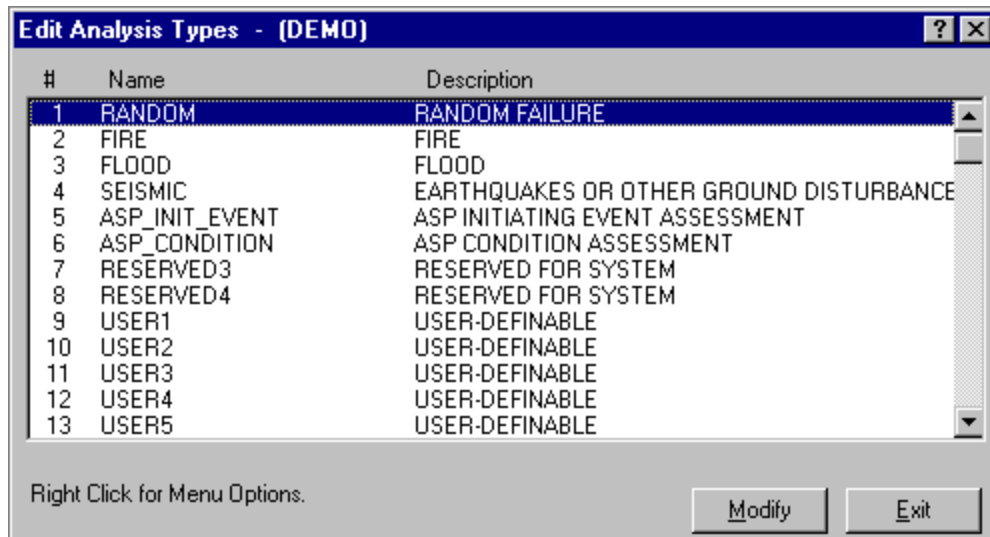 Edit Analysis Types - (DEMO)
# Name Description
1 RANDOM RANDOM FAILURE
2 FIRE FIRE
3 FLOOD FLOOD
4 SEISMIC EARTHQUAKES OR OTHER GROUND DISTURBANCE
5 ASP_INIT_EVENT ASP INITIATING EVENT ASSESSMENT
6 ASP_CONDITION ASP CONDITION ASSESSMENT
7 RESERVED3 RESERVED FOR SYSTEM
8 RESERVED4 RESERVED FOR SYSTEM
9 USER1 USER-DEFINABLE
10 USER2 USER-DEFINABLE
11 USER3 USER-DEFINABLE
12 USER4 USER-DEFINABLE
13 USER5 USER-DEFINABLE
Right Click for Menu Options.
Modify Exit